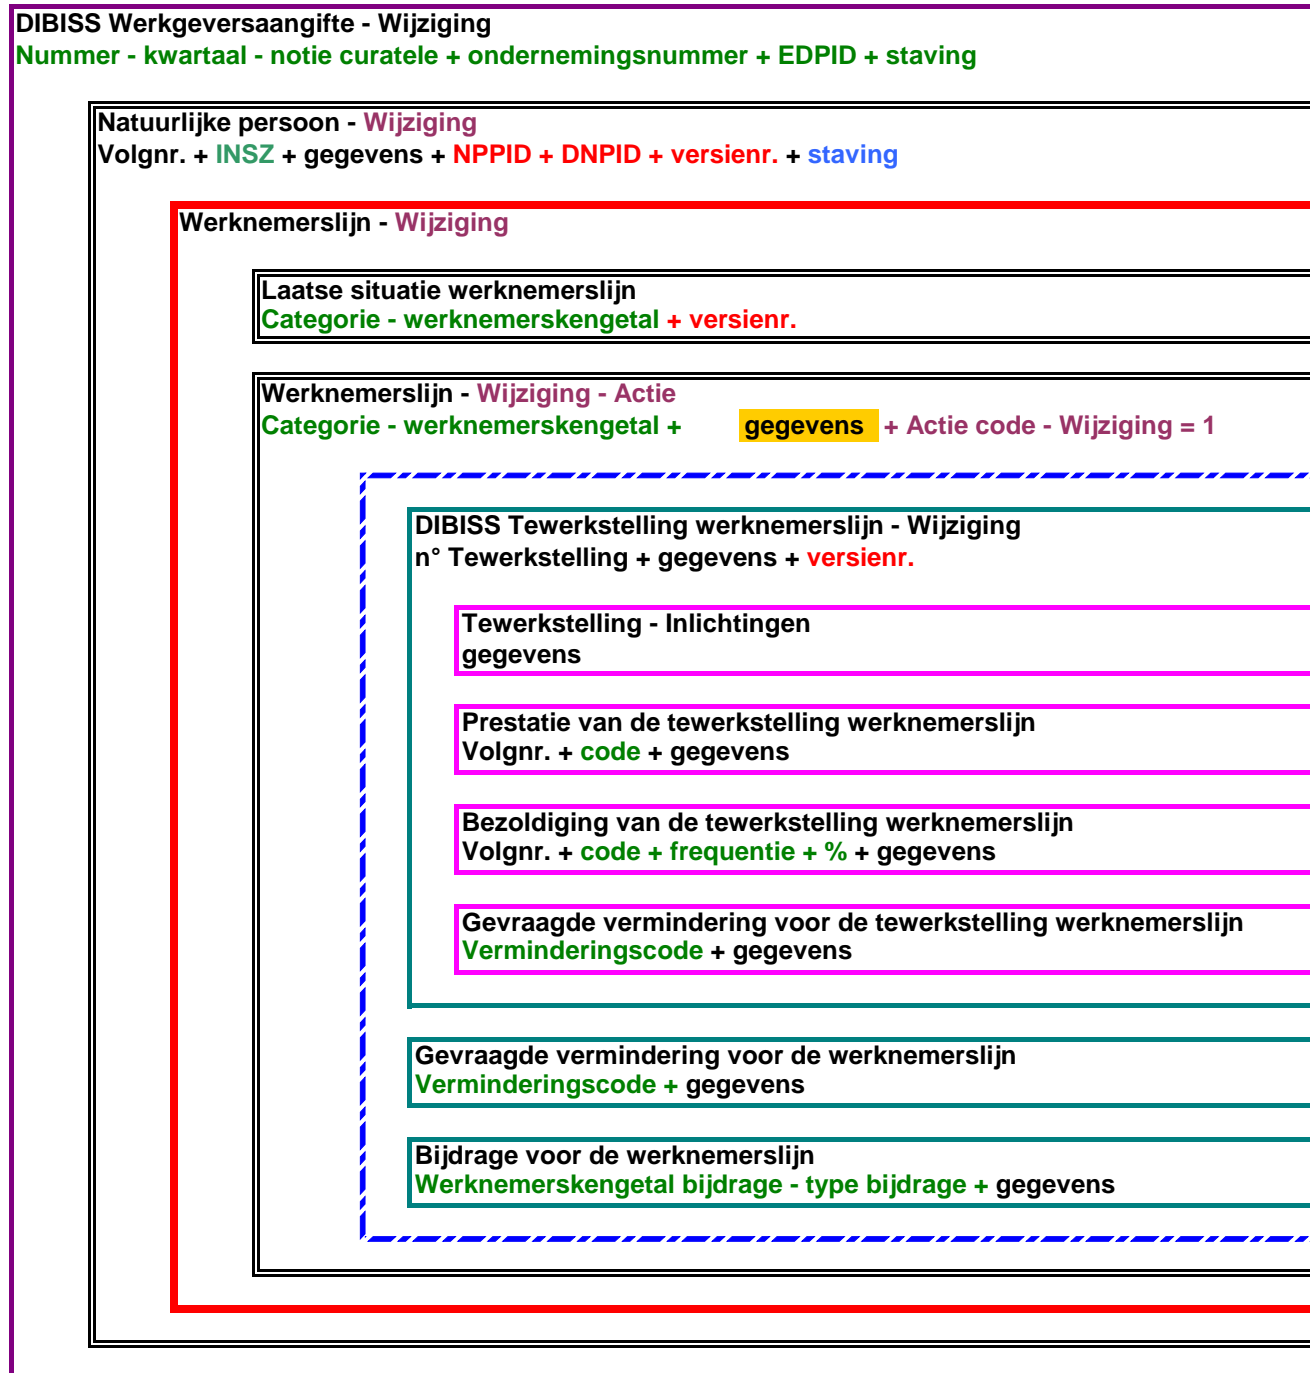 DIBISS Werkgeversaangifte - Wijziging
Nummer - kwartaal - notie curatele + ondernemingsnummer + EDPID + staving
Natuurlijke persoon - Wijziging
Volgnr. + INSZ + gegevens + NPPID + DNPID + versienr. + staving
Werknemerslijn - Wijziging
Laatse situatie werknemerslijn
Categorie - werknemerskengetal + versienr.
Werknemerslijn - Wijziging - Actie
Categorie - werknemerskengetal + gegevens + Actie code - Wijziging = 1
DIBISS Tewerkstelling werknemerslijn - Wijziging
n° Tewerkstelling + gegevens + versienr.
Tewerkstelling - Inlichtingen
gegevens
Prestatie van de tewerkstelling werknemerslijn
Volgnr. + code + gegevens
Bezoldiging van de tewerkstelling werknemerslijn
Volgnr. + code + frequentie + % + gegevens
Gevraagde vermindering voor de tewerkstelling werknemerslijn
Verminderingscode + gegevens
Gevraagde vermindering voor de werknemerslijn
Verminderingscode + gegevens
Bijdrage voor de werknemerslijn
Werknemerskengetal bijdrage - type bijdrage + gegevens